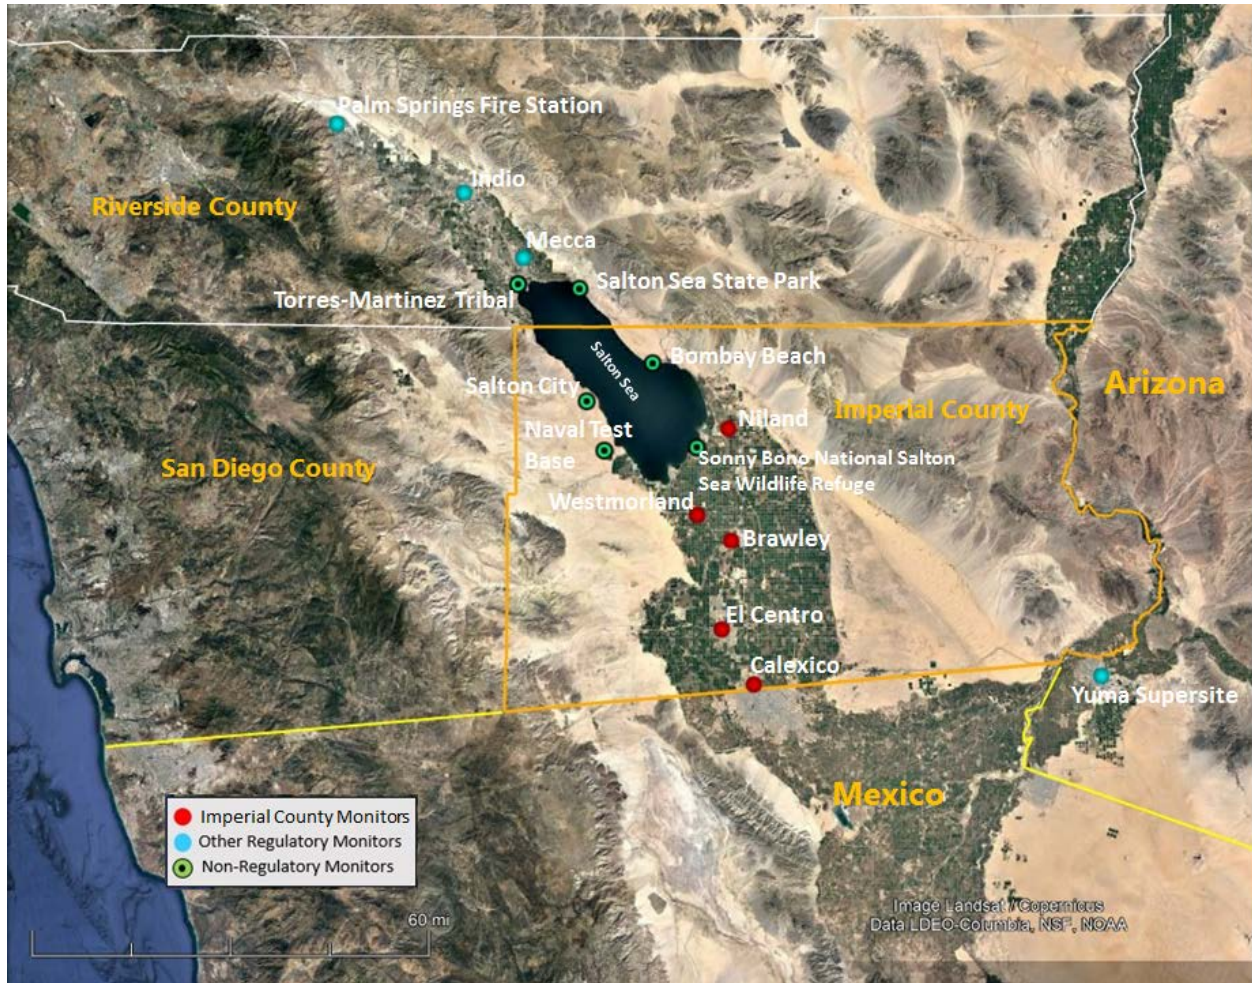 Palm Springs Fire Station
Indio
Riverside County
Mecca
Salton Sea State Park
Torres-Martinez Tribal
Salton Sea
Bombay Beach
Arizona
Salton City
Imperial County
Niland
Naval Test
Base
San Diego County
Sonny Bono National Salton
Sea Wildlife Refuge
Westmorland
Brawley
El Centro
Calexico
Yuma Supersite
Mexico
Imperial County Monitors
Other Regulatory Monitors
Non-Regulatory Monitors
60 mi
Image Landsat / Copernicus
Data LDEO-Columbia, NSF, NOAA